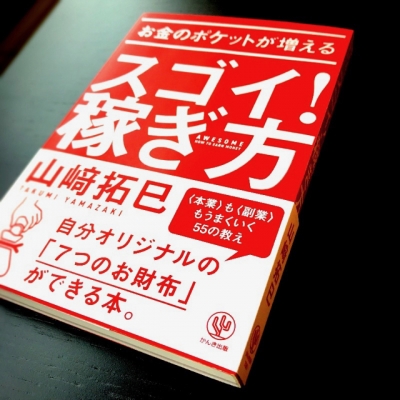 お金のポケットが増える
スゴイ!
稼ぎ方
AWESOME
HOW TO EARN MONEY
山﨑拓巳
TAKUMI YAMAZAKI
〈本業〉も〈副業〉
もうまくいく
55の教え
自分オリジナルの
「7つのお財布」
ができる本。
かんき出版